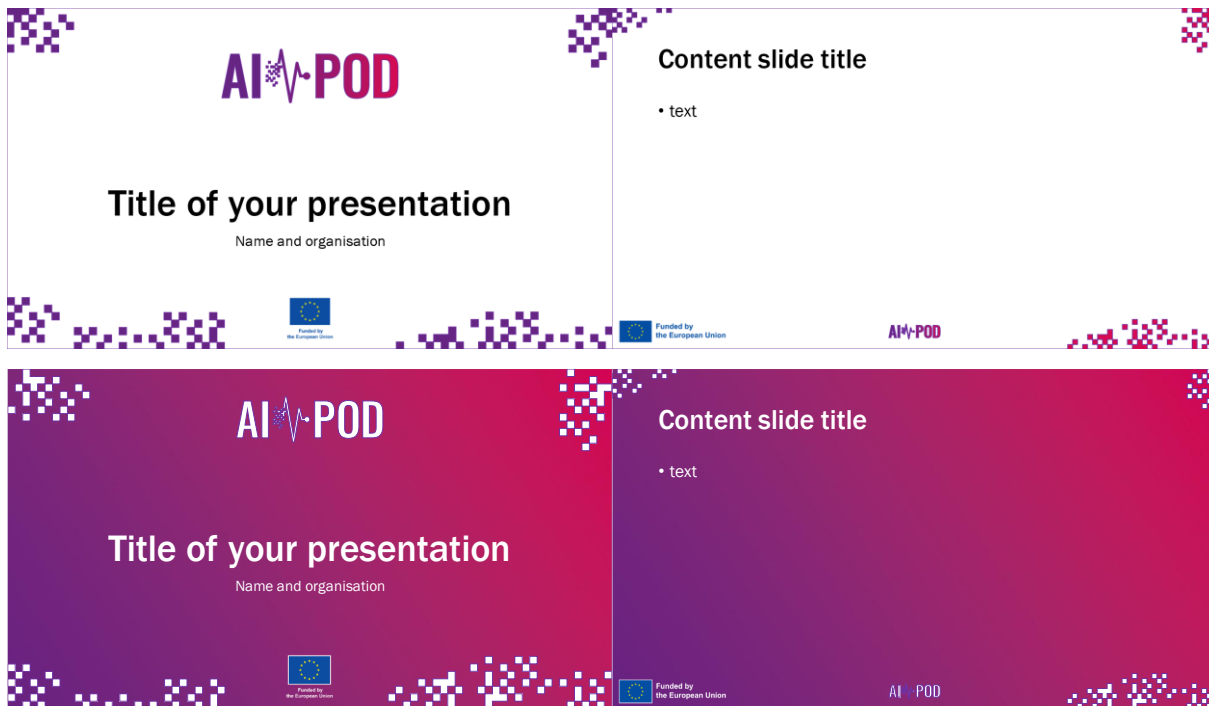 AI POD
Title of your presentation
Name and organisation
Funded by
the European Union
Content slide title
• text
Funded by
the European Union
AI POD
AI POD
Title of your presentation
Name and organisation
Funded by
the European Union
Content slide title
• text
Funded by
the European Union
AI POD